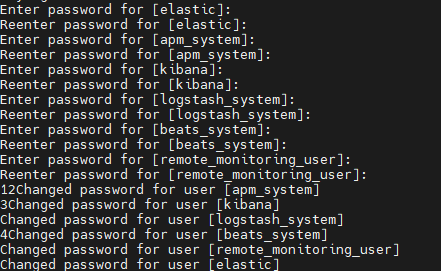 Enter password for [elastic]:
Reenter password for [elastic]:
Enter password for [apm_system]:
Reenter password for [apm_system]:
Enter password for [kibana]:
Reenter password for [kibana]:
Enter password for [logstash_system]:
Reenter password for [logstash_system]:
Enter password for [beats_system]:
Reenter password for [beats_system]:
Enter password for [remote_monitoring_user]:
Reenter password for [remote_monitoring_user]:
12Changed password for user [apm_system]
3Changed password for user [kibana]
Changed password for user [logstash_system]
4Changed password for user [beats_system]
Changed password for user [remote_monitoring_user]
Changed password for user [elastic]